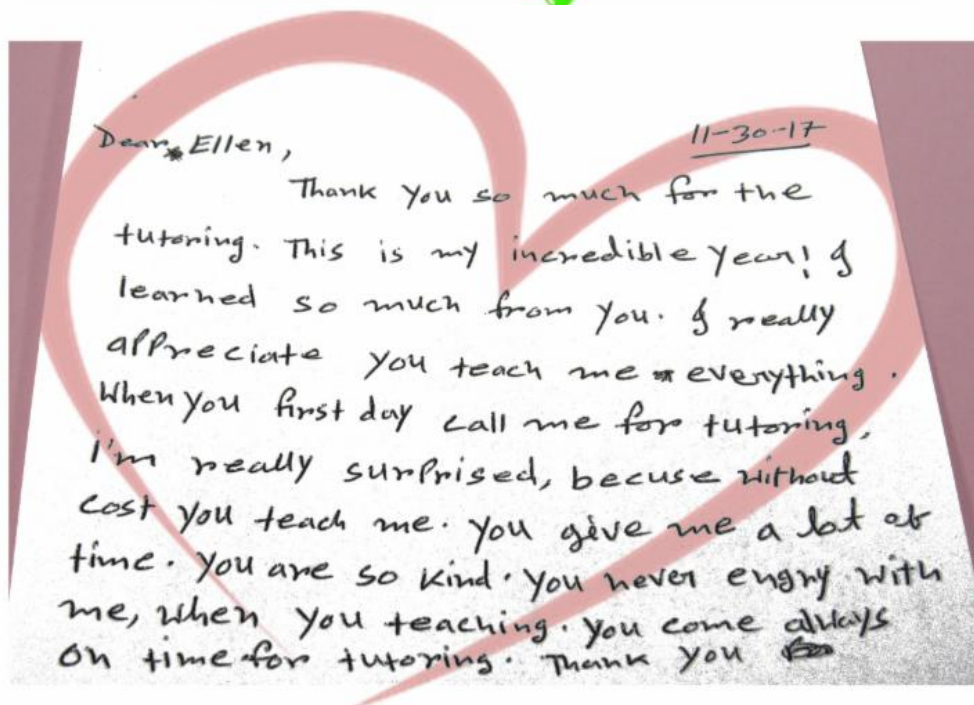 Dear Ellen,
11-30-17
Thank you so much for the
tutoring. This is my incredible year! I
learned so much from you. I really
appreciate you teach me everything.
When you first day call me for tutoring,
I'm really surprised, becuse without
cost you teach me. you give me a lot of
time. you are so kind. you never engry with
me, when you teaching. you come always
on time for tutoring. Thank you